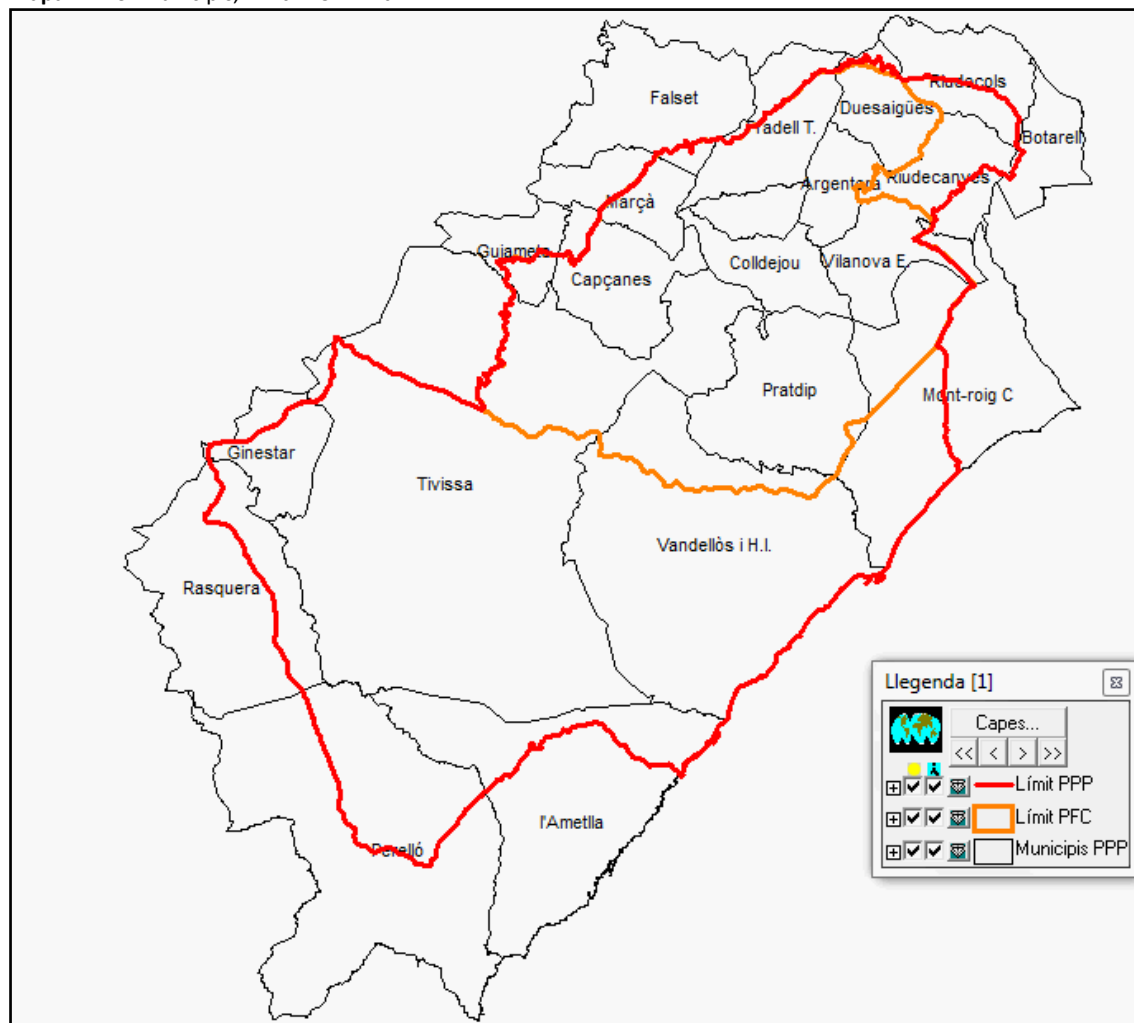 Falset
Riudecols
Duesaigües
Pradell T.
Botarell
Argentera
Riudecanyes
Marçà
Guiamets
Colldejou
Vilanova E.
Capçanes
Pratdip
Mont-roig C
Ginestar
Tivissa
Vandellòs i H.I.
Rasquera
l'Ametlla
Perelló
Llegenda [1]
Capes...
<< < > >>
Límit PPP
Límit PFC
Municipis PPP